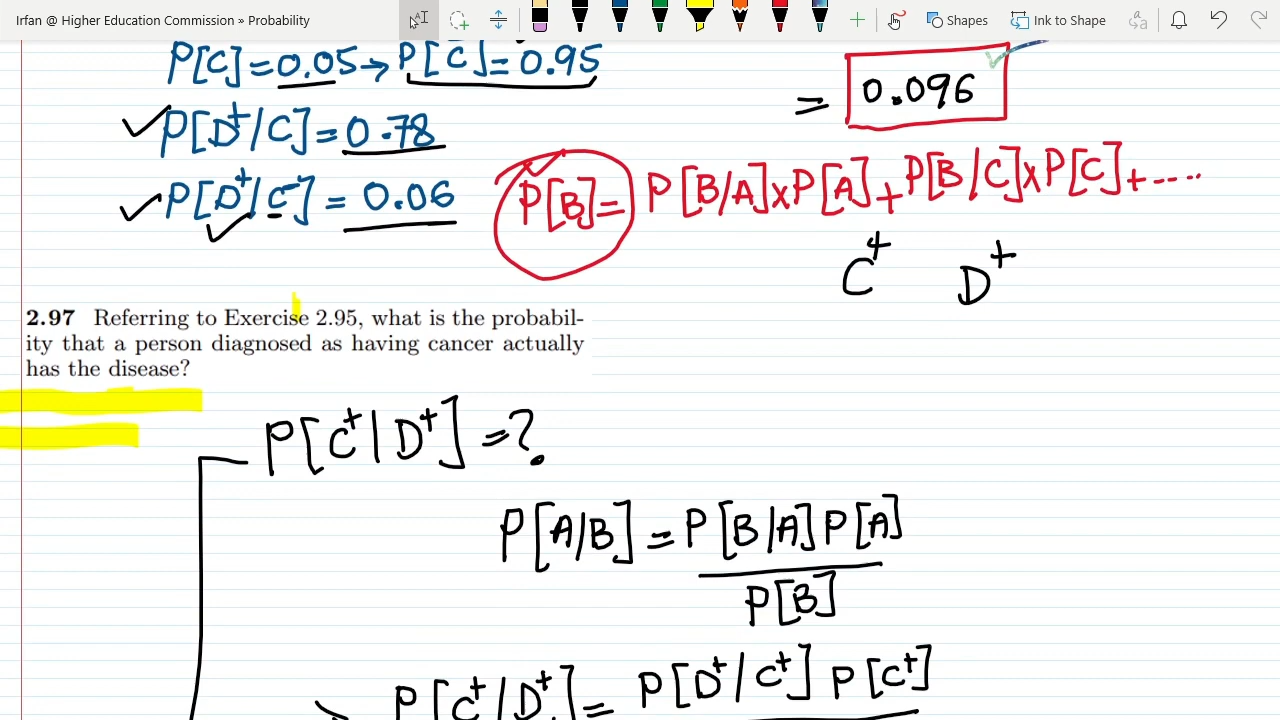 Irfan @ Higher Education Commission » Probability
Shapes
Ink to Shape
P[C]=0.05→P[C̄]=0.95
= 0.096
P[D⁺/C]=0.78
P[D⁺/C⁻]=0.06
P[B]= P[B/A]×P[A]+P[B/C]×P[C]+----
C⁺ D⁺
2.97 Referring to Exercise 2.95, what is the probabil-
ity that a person diagnosed as having cancer actually
has the disease?
P[C⁺|D⁺]=?
P[A/B]=P[B/A]P[A]
P[B]
P[C⁺/D⁺]=P[D⁺/C⁺] P[C⁺]